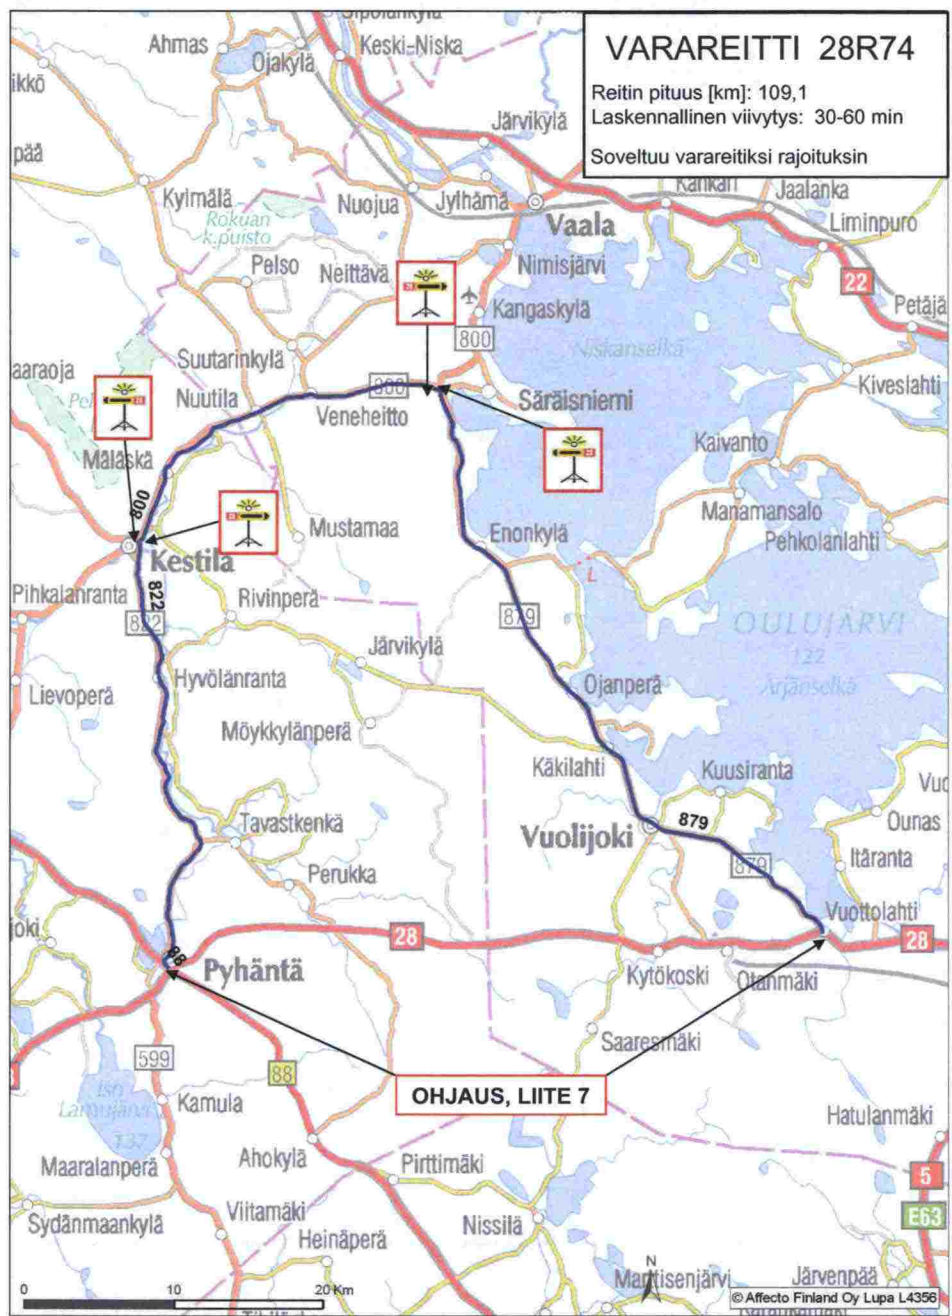 VARAREITTI 28R74
Reitin pituus [km]: 109,1
Laskennallinen viivytys: 30-60 min
Soveltuu varareitiksi rajoituksin
Ahmas
Ojakylä
Keski-Niska
Järvikylä
Kylmälä
Rokuan
k.puisto
Nuojua
Jylhämä
Vaala
Jaalanka
Liminpuro
Pelso
Neittävä
Nimisjärvi
22
Petäjä
Kangaskylä
800
Niskanselkä
Suutarinkylä
Kiveslahti
Nuutila
Veneheitto
Säräisniemi
Kaivanto
800
Mustamaa
Enonkylä
Manamansalo
Pehkolanlahti
Kestilä
Pihkalanranta
822
822
Rivinperä
L
879
OULUJÄRVI
122
Ärjänselkä
Järvikylä
Hyvölänranta
Lievoperä
Ojanperä
Möykkylänperä
Käkilahti
Kuusiranta
Vuolijoki
879
879
Ounas
Itäranta
Tavastkenkä
Perukka
Vuottolahti
28
28
88
Pyhäntä
Kytökoski
Otanmäki
Saaresmäki
599
88
OHJAUS, LIITE 7
Kamula
Hatulanmäki
Maaralanperä
Ahokylä
Pirttimäki
5
E63
Sydänmaankylä
Viitamäki
Nissilä
Heinäperä
N
Järvenpää
0 10 20 Km
© Affecto Finland Oy Lupa L4356